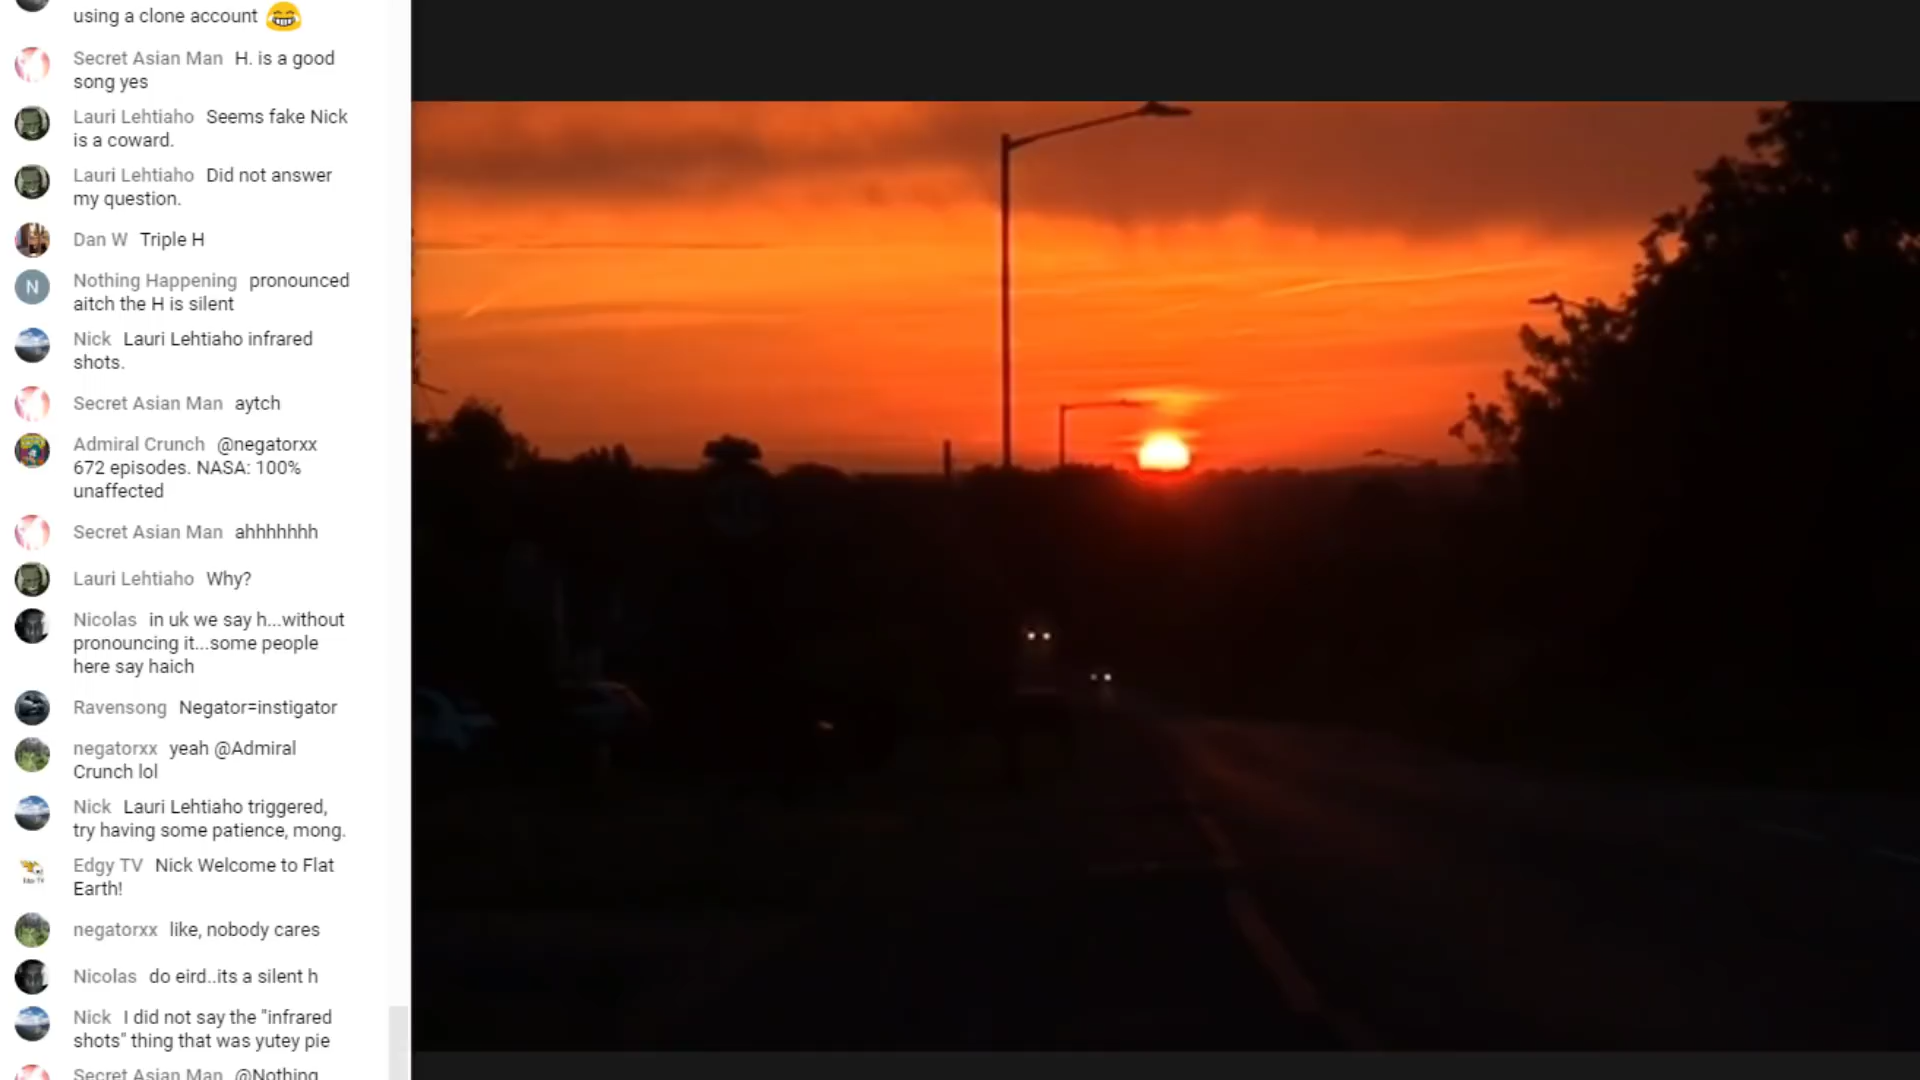 using a clone account
Secret Asian Man H. is a good
song yes
Lauri Lehtiaho Seems fake Nick
is a coward.
Lauri Lehtiaho Did not answer
my question.
Dan W Triple H
N
Nothing Happening pronounced
aitch the H is silent
Nick Lauri Lehtiaho infrared
shots.
Secret Asian Man aytch
Admiral Crunch @negatorxx
672 episodes. NASA: 100%
unaffected
Secret Asian Man ahhhhhhh
Lauri Lehtiaho Why?
Nicolas in uk we say h...without
pronouncing it...some people
here say haich
Ravensong Negator=instigator
negatorxx yeah @Admiral
Crunch lol
Nick Lauri Lehtiaho triggered,
try having some patience, mong.
Edgy TV Nick Welcome to Flat
Earth!
negatorxx like, nobody cares
Nicolas do eird..its a silent h
Nick I did not say the "infrared
shots" thing that was yutey pie
Secret Asian Man @Nothing